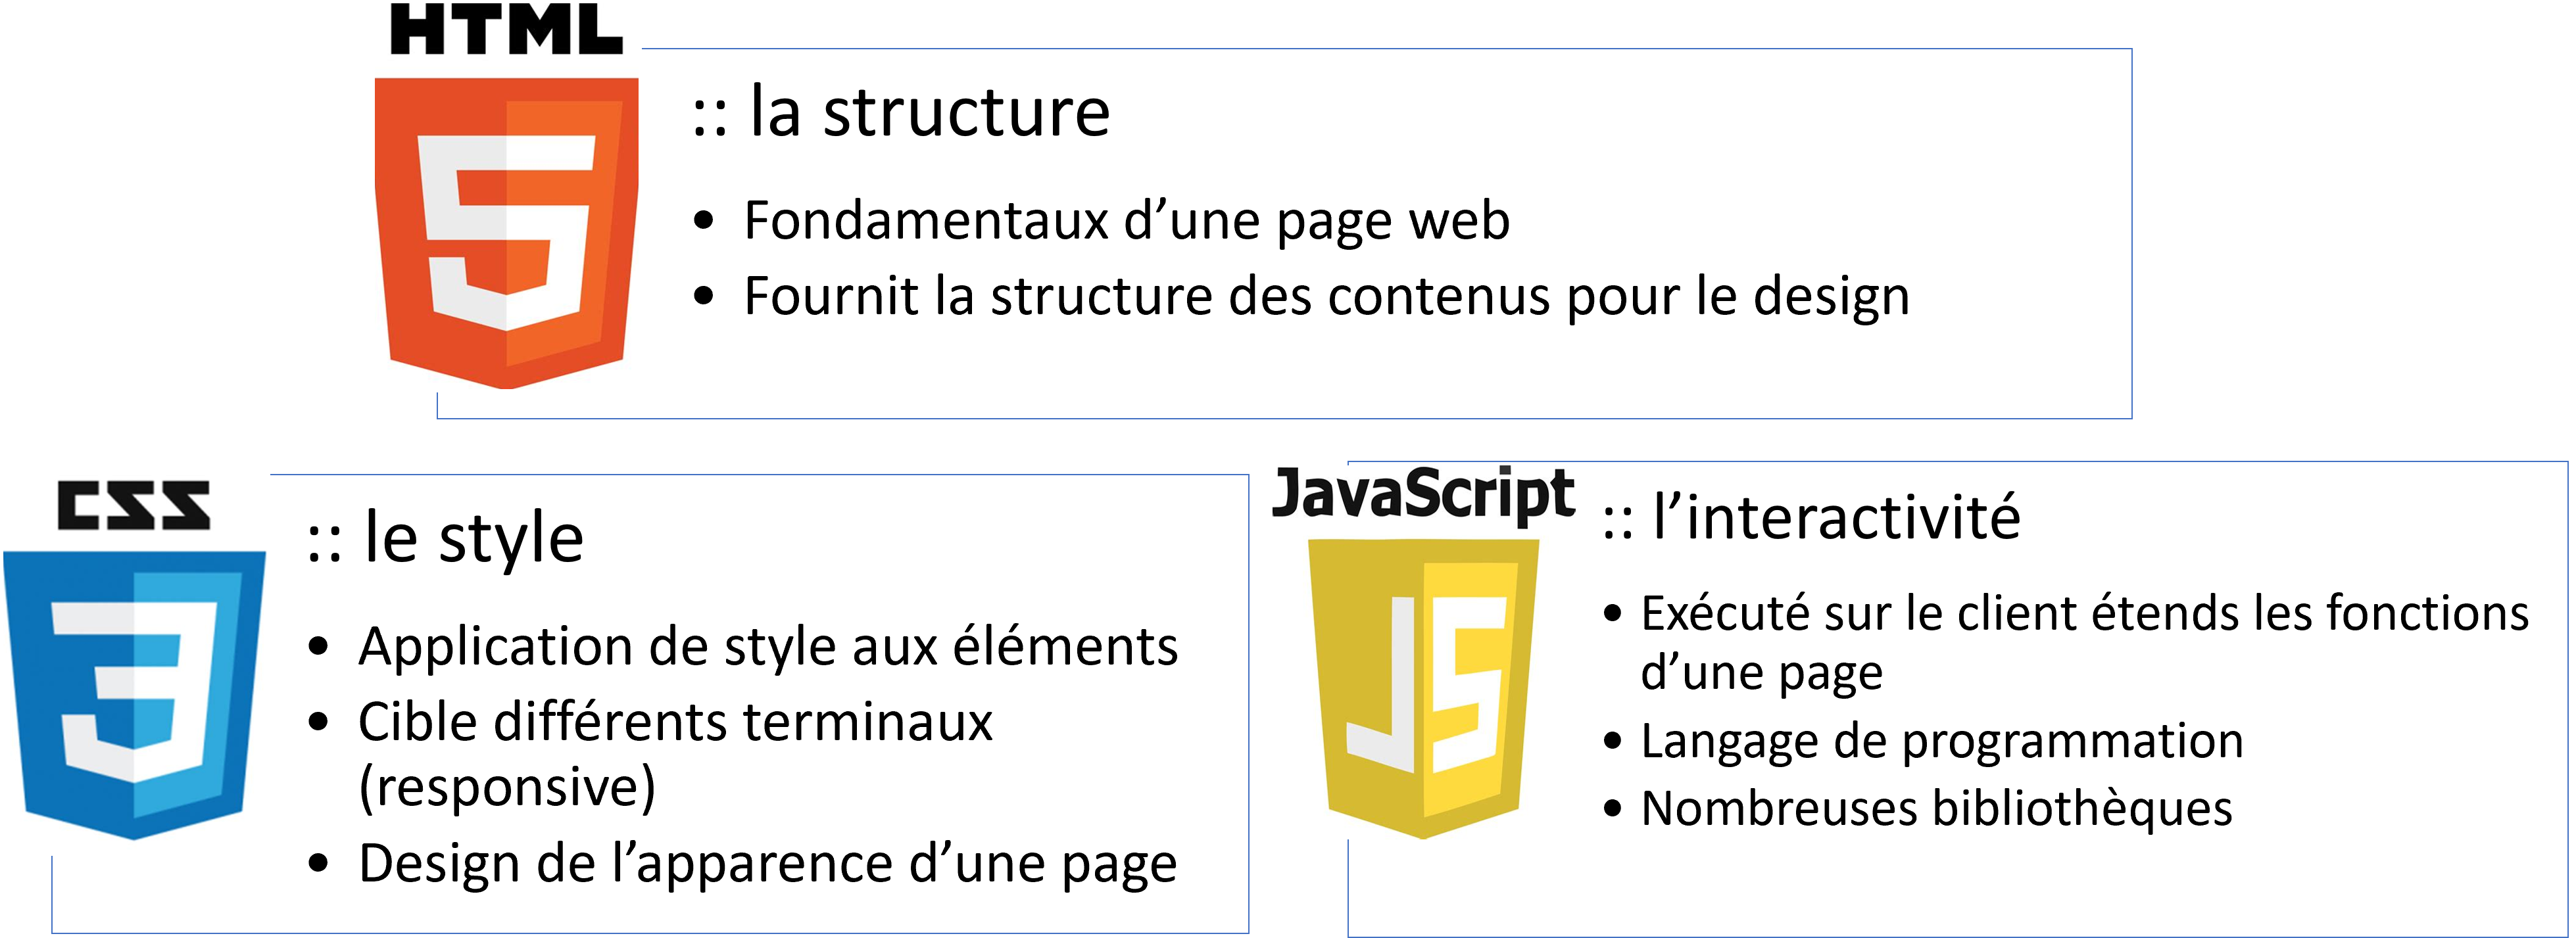 HTML
5
:: la structure
• Fondamentaux d’une page web
• Fournit la structure des contenus pour le design
CSS
3
:: le style
• Application de style aux éléments
• Cible différents terminaux
(responsive)
• Design de l’apparence d’une page
JavaScript
JS
:: l’interactivité
• Exécuté sur le client étends les fonctions
d’une page
• Langage de programmation
• Nombreuses bibliothèques